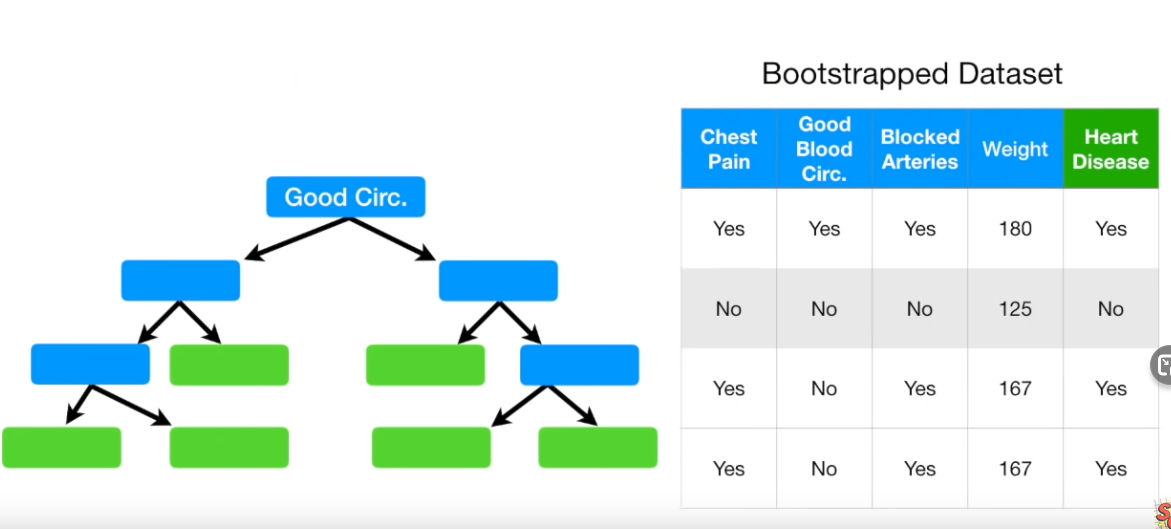 Bootstrapped Dataset
Good Circ.
Chest Pain Good Blood Circ. Blocked Arteries Weight Heart Disease
Yes Yes Yes 180 Yes
No No No 125 No
Yes No Yes 167 Yes
Yes No Yes 167 Yes